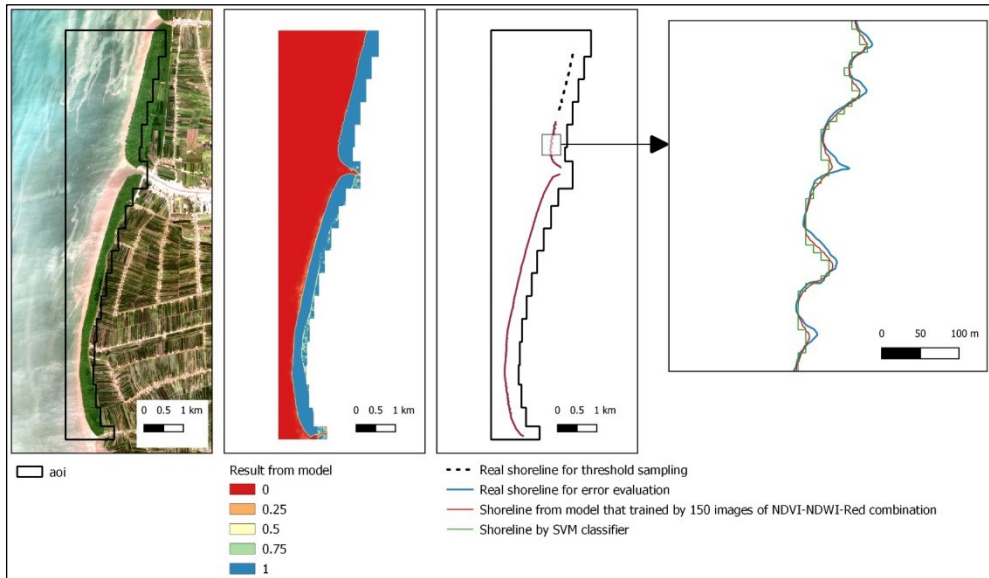 0 50 100 m
0 0.5 1 km
0 0.5 1 km
0 0.5 1 km
aoi
Result from model
0
0.25
0.5
0.75
1
Real shoreline for threshold sampling
Real shoreline for error evaluation
Shoreline from model that trained by 150 images of NDVI-NDWI-Red combination
Shoreline by SVM classifier